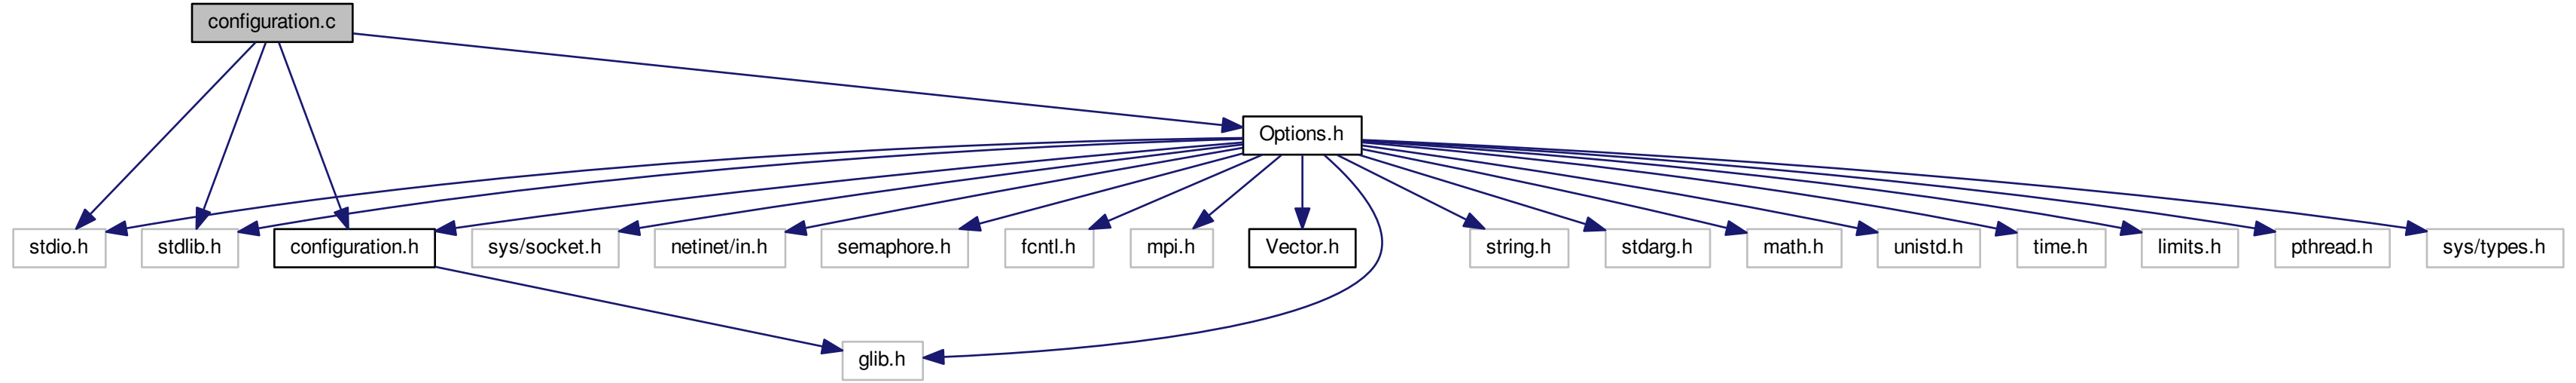 configuration.c
Options.h
stdio.h
stdlib.h
configuration.h
sys/socket.h
netinet/in.h
semaphore.h
fcntl.h
mpi.h
Vector.h
string.h
stdarg.h
math.h
unistd.h
time.h
limits.h
pthread.h
sys/types.h
glib.h